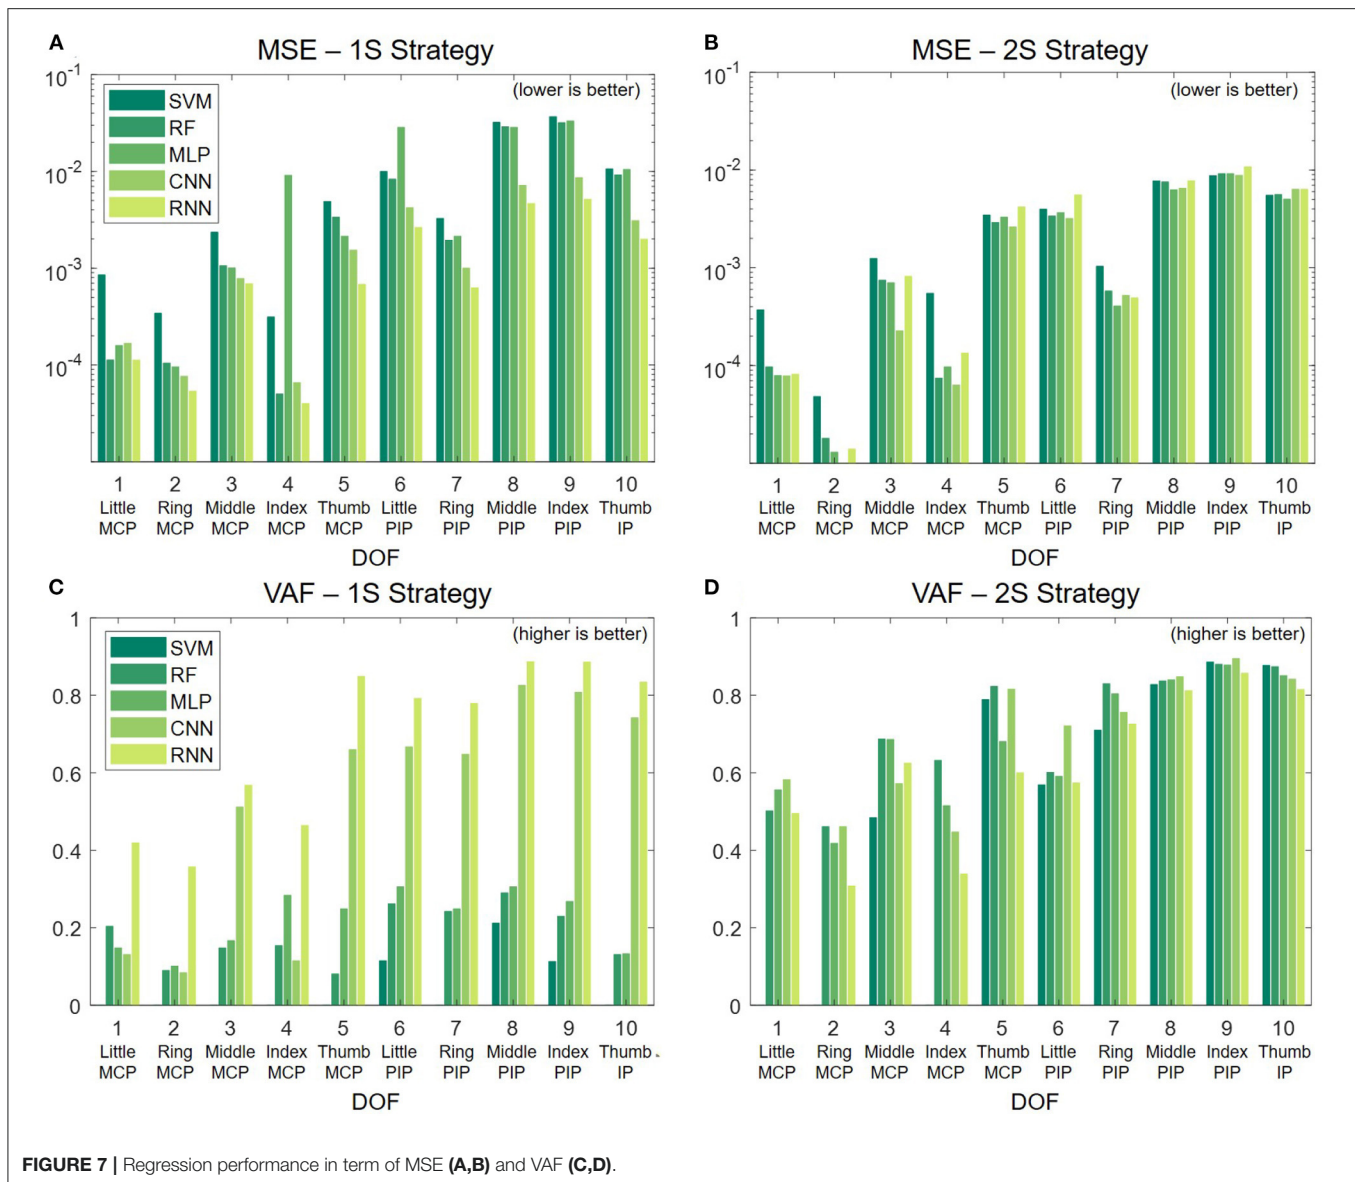 A
MSE – 1S Strategy
(lower is better)
10-1
10-2
10-3
10-4
SVM
RF
MLP
CNN
RNN
1 2 3 4 5 6 7 8 9 10
Little Ring Middle Index Thumb Little Ring Middle Index Thumb
MCP MCP MCP MCP MCP PIP PIP PIP PIP IP
DOF
B
MSE – 2S Strategy
(lower is better)
10-1
10-2
10-3
10-4
1 2 3 4 5 6 7 8 9 10
Little Ring Middle Index Thumb Little Ring Middle Index Thumb
MCP MCP MCP MCP MCP PIP PIP PIP PIP IP
DOF
C
VAF – 1S Strategy
(higher is better)
1
0.8
0.6
0.4
0.2
0
SVM
RF
MLP
CNN
RNN
1 2 3 4 5 6 7 8 9 10
Little Ring Middle Index Thumb Little Ring Middle Index Thumb
MCP MCP MCP MCP MCP PIP PIP PIP PIP IP
DOF
D
VAF – 2S Strategy
(higher is better)
1
0.8
0.6
0.4
0.2
0
1 2 3 4 5 6 7 8 9 10
Little Ring Middle Index Thumb Little Ring Middle Index Thumb
MCP MCP MCP MCP MCP PIP PIP PIP PIP IP
DOF
FIGURE 7 | Regression performance in term of MSE (A,B) and VAF (C,D).